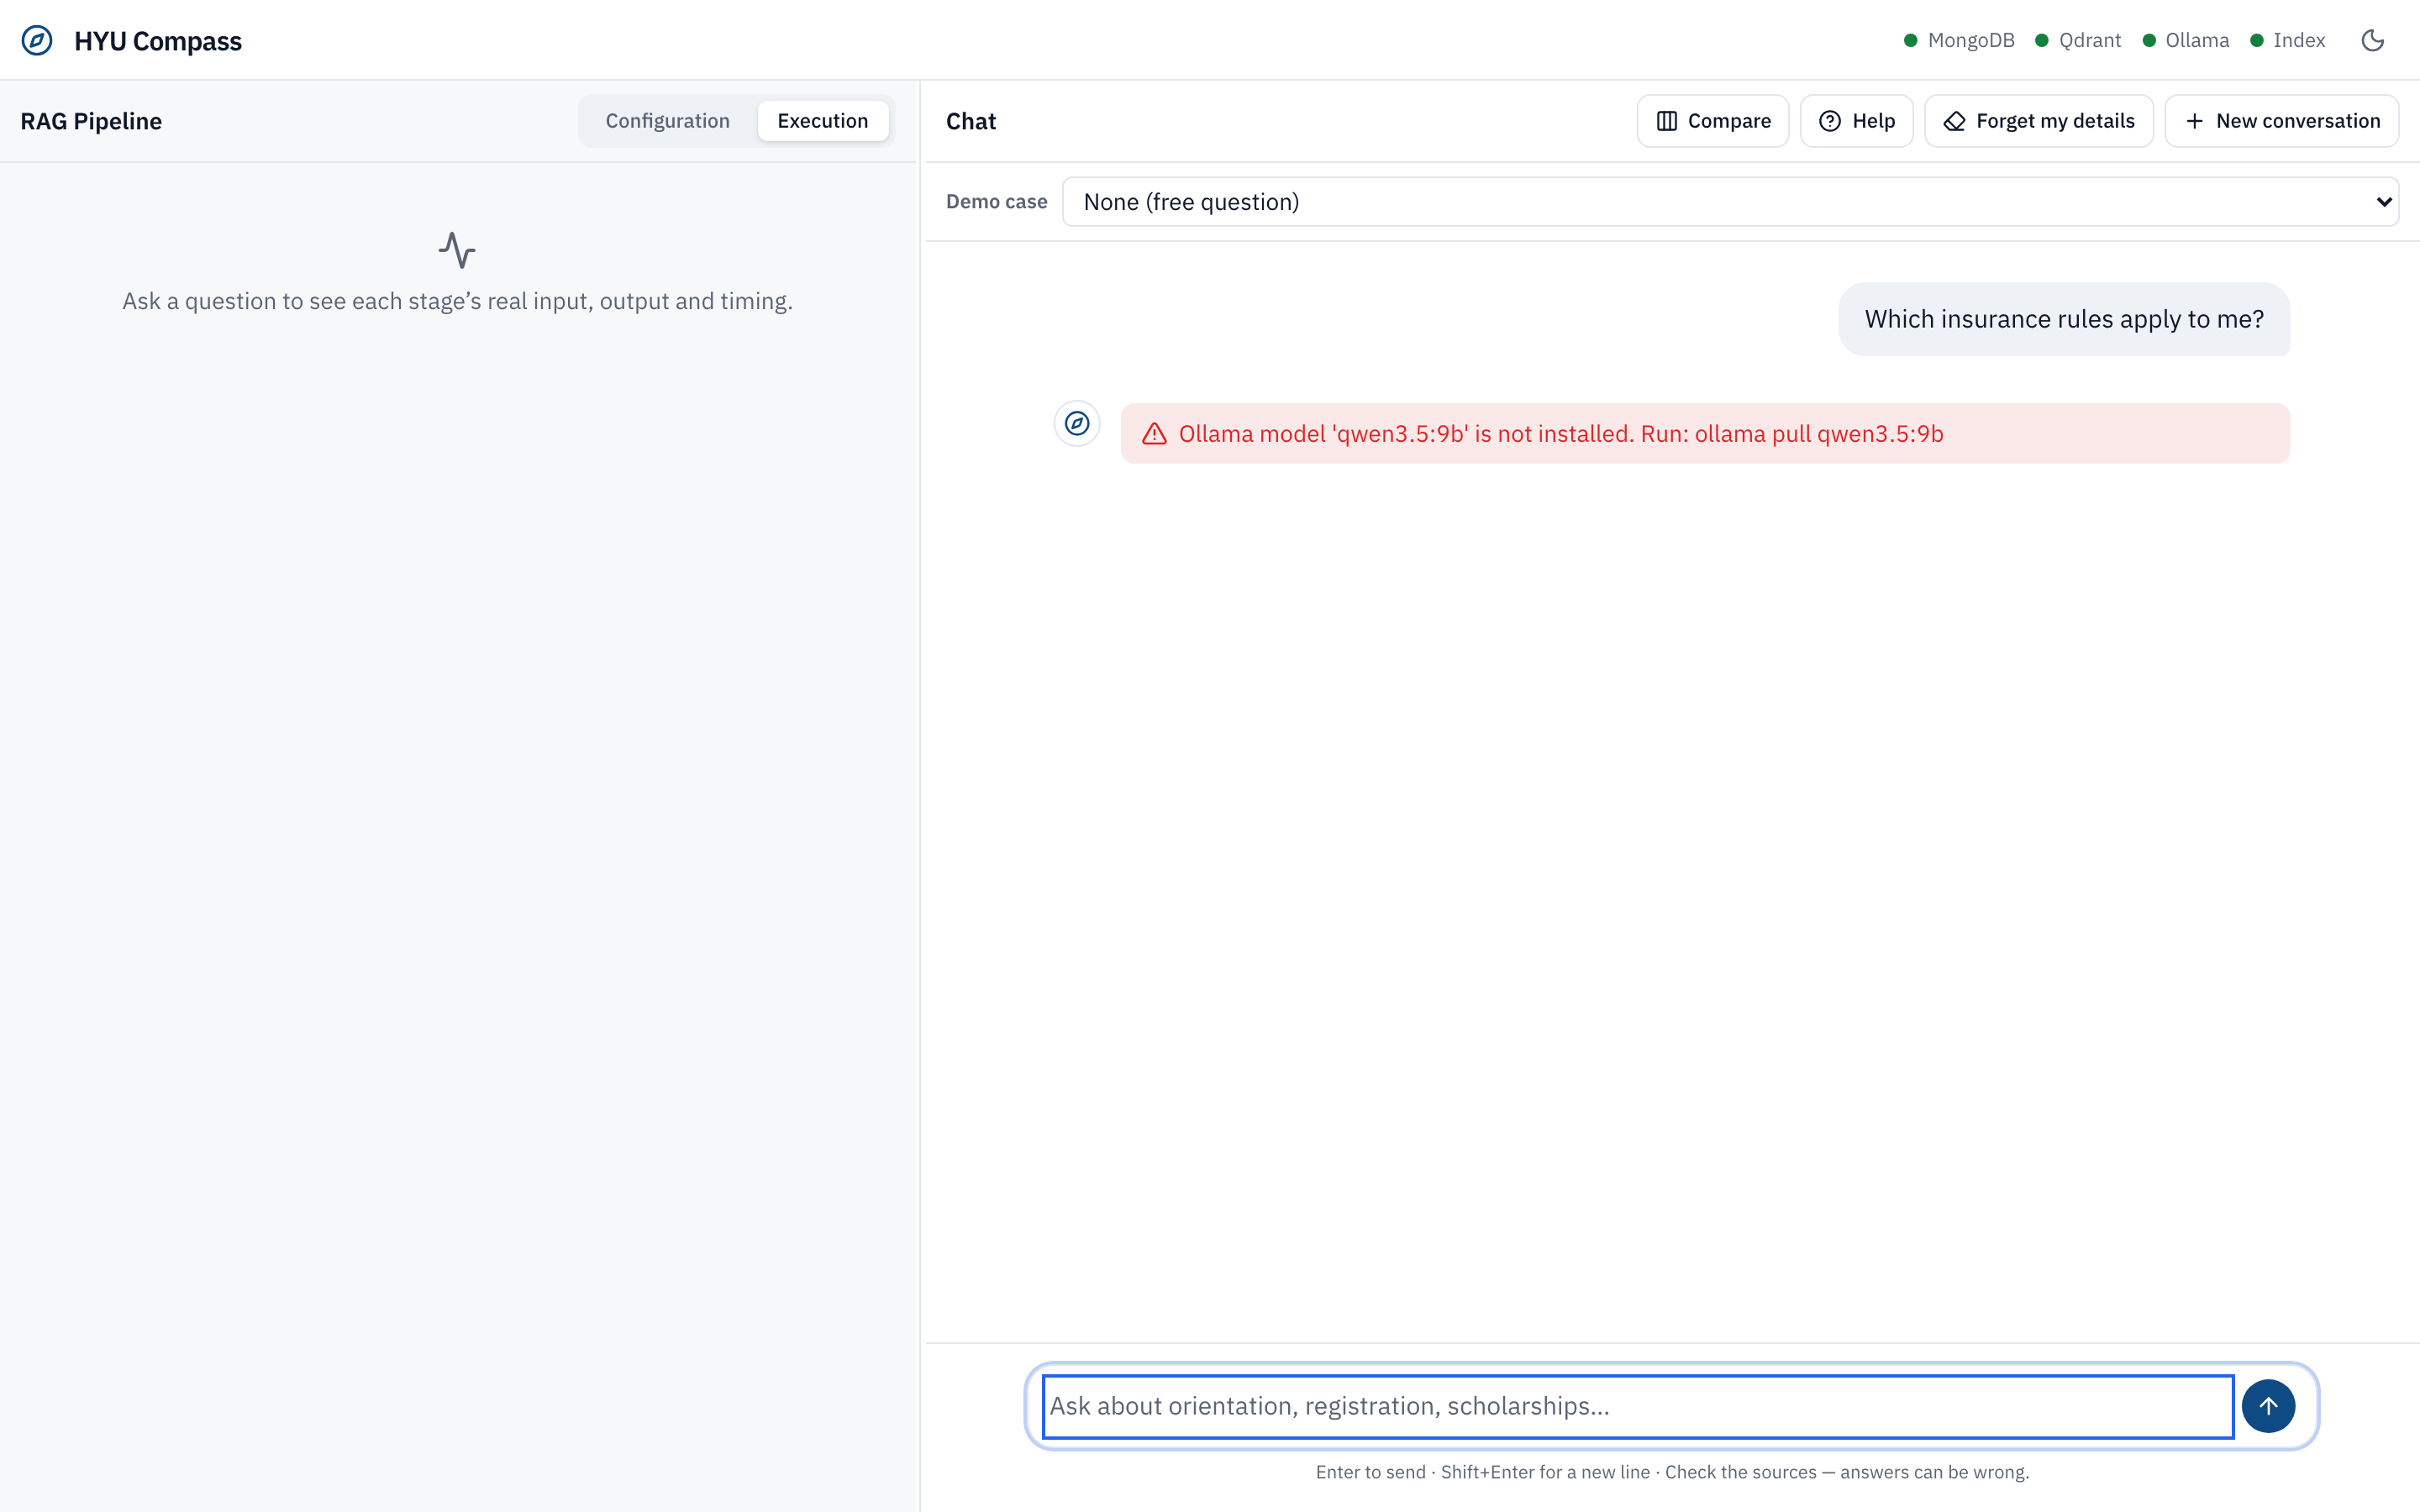 HYU Compass
MongoDB Qdrant Ollama Index
RAG Pipeline
Configuration Execution
Ask a question to see each stage’s real input, output and timing.
Chat
Compare Help Forget my details New conversation
Demo case None (free question)
Which insurance rules apply to me?
Ollama model 'qwen3.5:9b' is not installed. Run: ollama pull qwen3.5:9b
Ask about orientation, registration, scholarships...
Enter to send · Shift+Enter for a new line · Check the sources — answers can be wrong.